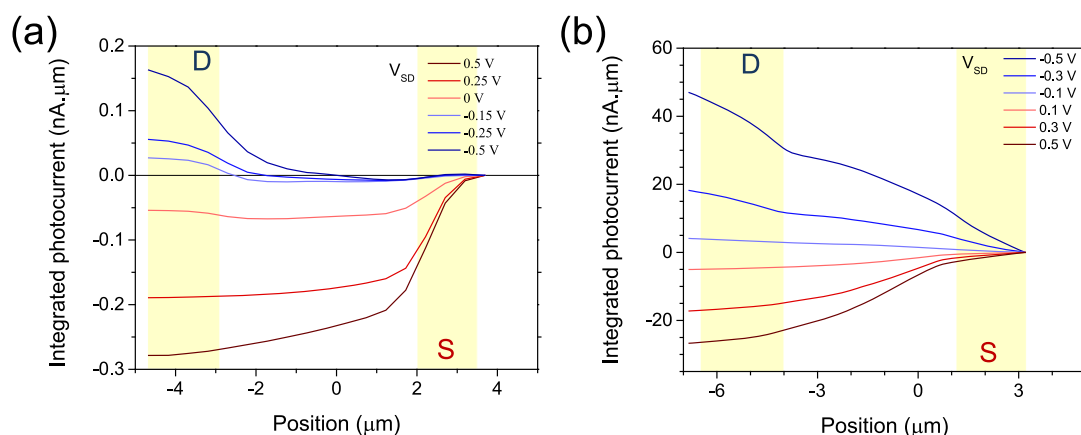 (a)
Integrated photocurrent (nA.μm)
0.2
0.1
0.0
-0.1
-0.2
-0.3
D
V_SD
0.5 V
0.25 V
0 V
-0.15 V
-0.25 V
-0.5 V
S
-4 -2 0 2 4
Position (μm)
(b)
Integrated photocurrent (nA.μm)
60
40
20
0
-20
D
V_SD
-0.5 V
-0.3 V
-0.1 V
0.1 V
0.3 V
0.5 V
S
-6 -3 0 3
Position (μm)